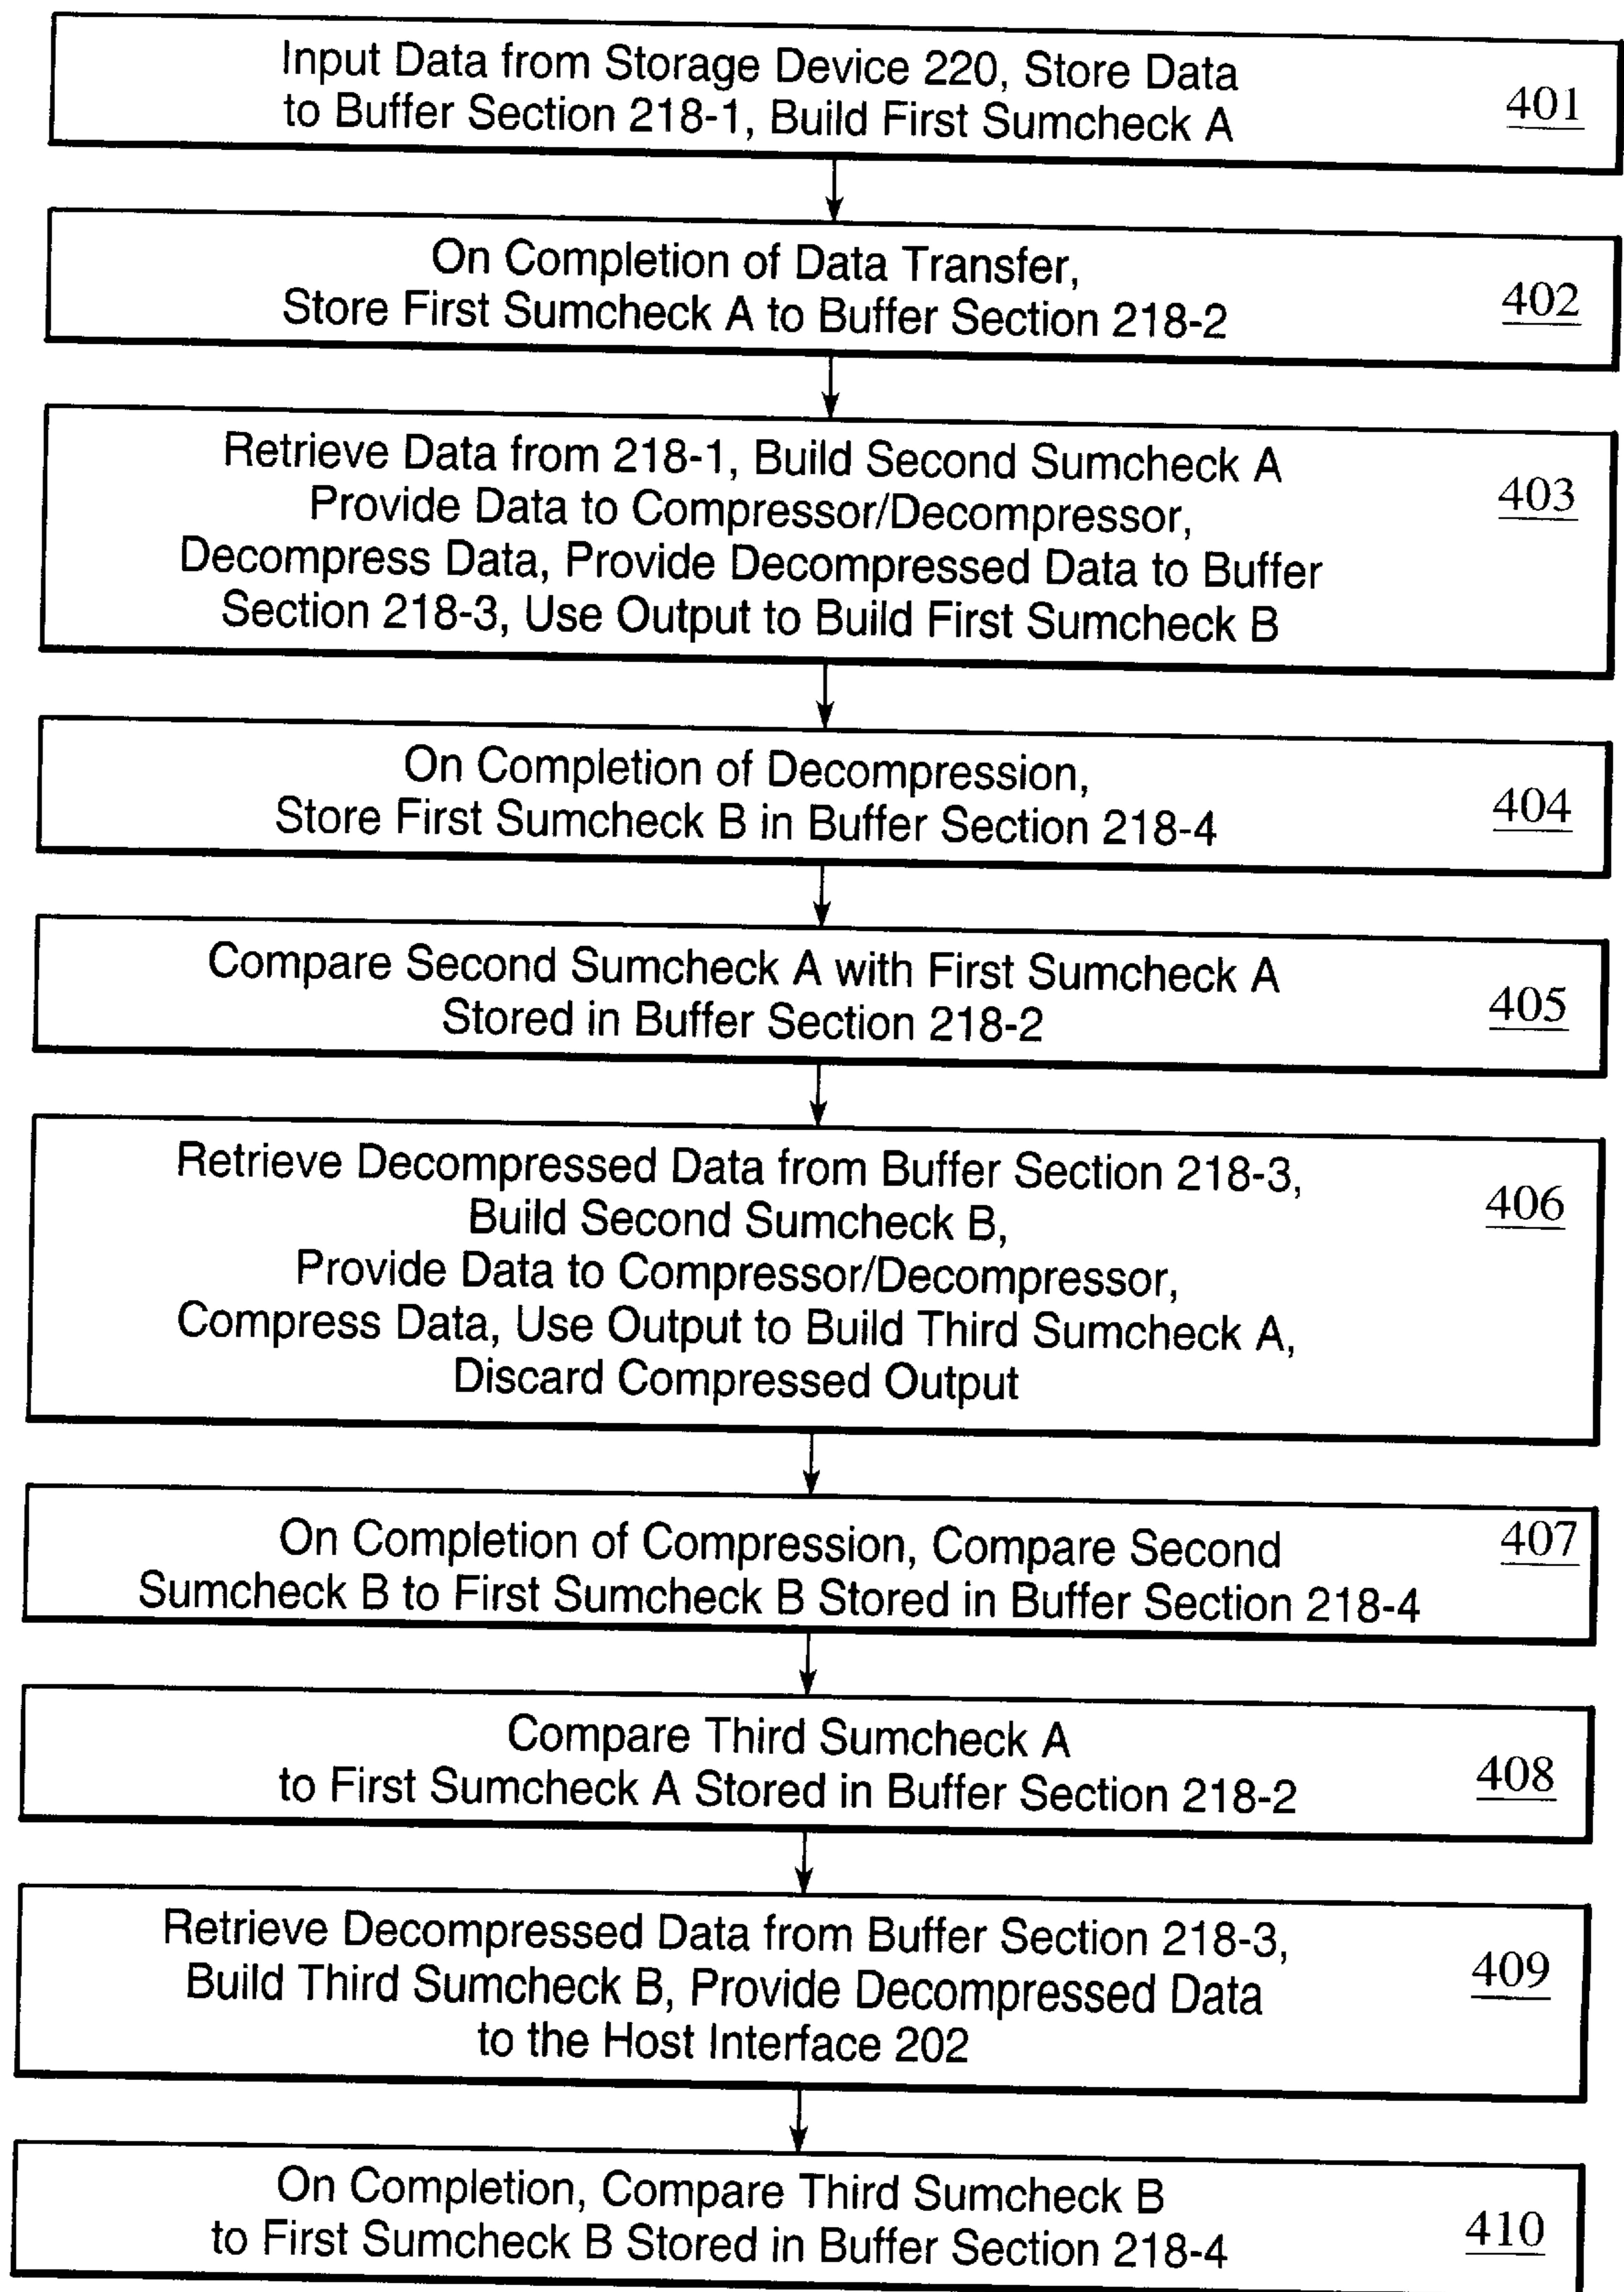 Input Data from Storage Device 220, Store Data
to Buffer Section 218-1, Build First Sumcheck A
401
On Completion of Data Transfer,
Store First Sumcheck A to Buffer Section 218-2
402
Retrieve Data from 218-1, Build Second Sumcheck A
Provide Data to Compressor/Decompressor,
Decompress Data, Provide Decompressed Data to Buffer
Section 218-3, Use Output to Build First Sumcheck B
403
On Completion of Decompression,
Store First Sumcheck B in Buffer Section 218-4
404
Compare Second Sumcheck A with First Sumcheck A
Stored in Buffer Section 218-2
405
Retrieve Decompressed Data from Buffer Section 218-3,
Build Second Sumcheck B,
Provide Data to Compressor/Decompressor,
Compress Data, Use Output to Build Third Sumcheck A,
Discard Compressed Output
406
On Completion of Compression, Compare Second
Sumcheck B to First Sumcheck B Stored in Buffer Section 218-4
407
Compare Third Sumcheck A
to First Sumcheck A Stored in Buffer Section 218-2
408
Retrieve Decompressed Data from Buffer Section 218-3,
Build Third Sumcheck B, Provide Decompressed Data
to the Host Interface 202
409
On Completion, Compare Third Sumcheck B
to First Sumcheck B Stored in Buffer Section 218-4
410